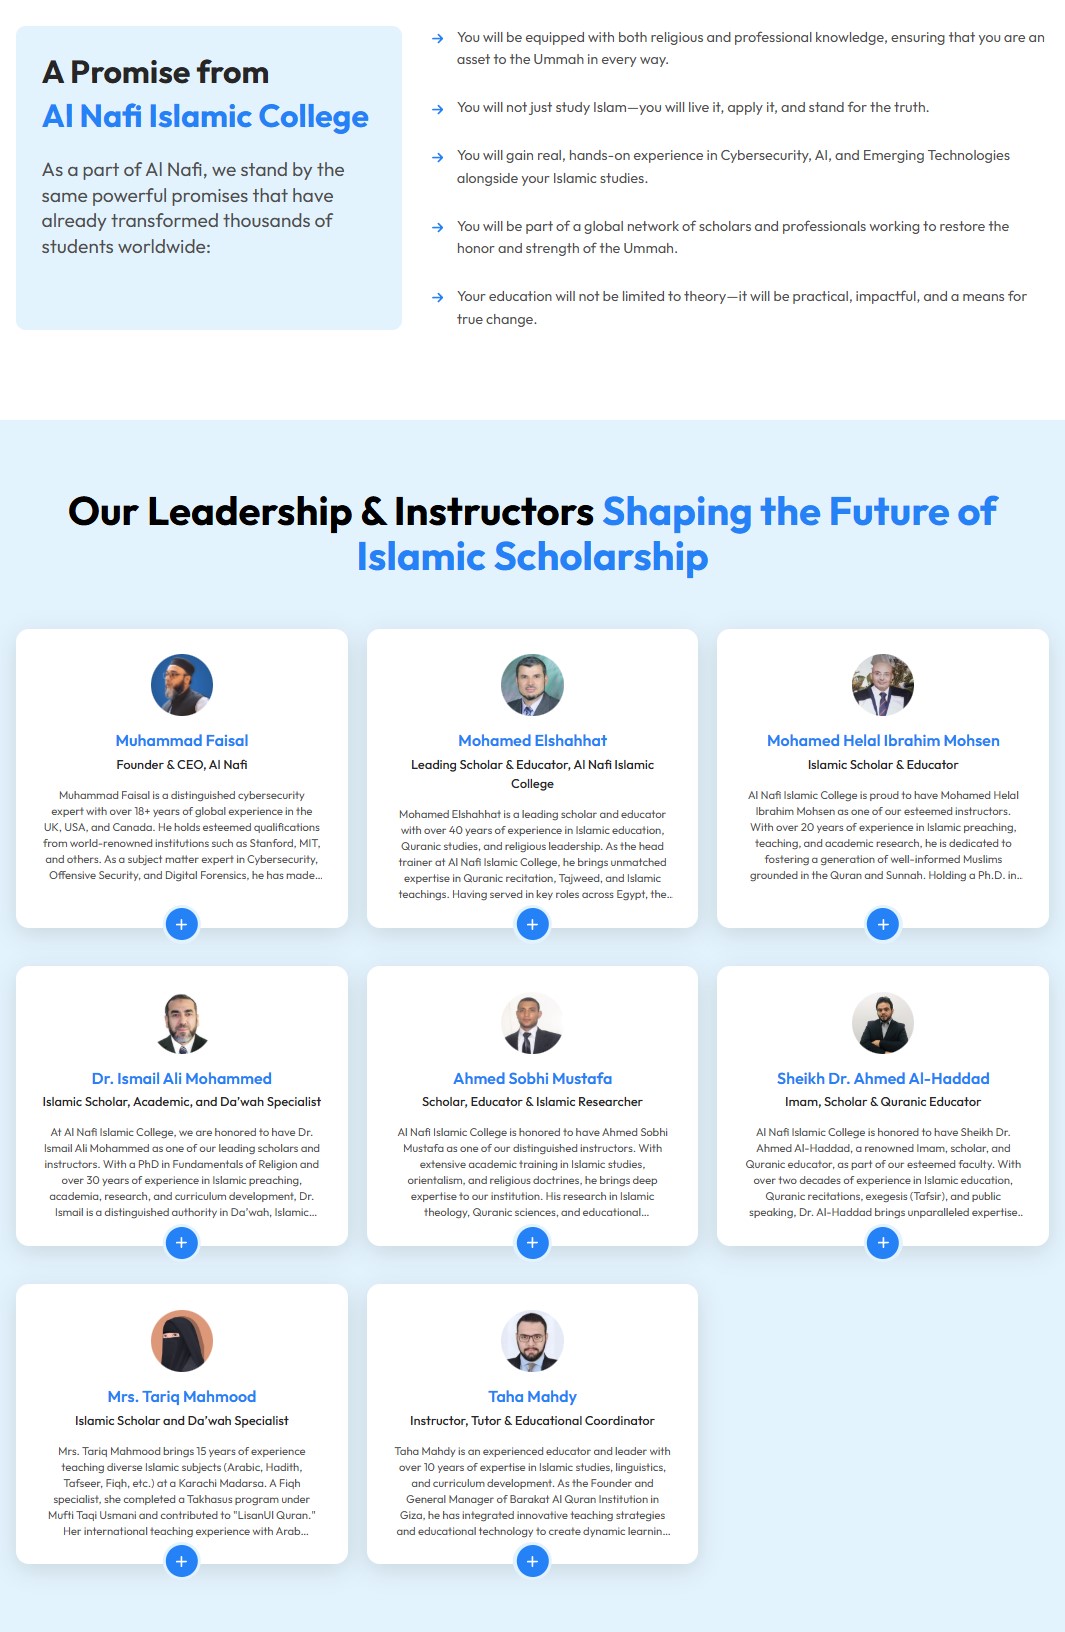 A Promise from
Al Nafi Islamic College
As a part of Al Nafi, we stand by the
same powerful promises that have
already transformed thousands of
students worldwide:
You will be equipped with both religious and professional knowledge, ensuring that you are an
asset to the Ummah in every way.
You will not just study Islam—you will live it, apply it, and stand for the truth.
You will gain real, hands-on experience in Cybersecurity, AI, and Emerging Technologies
alongside your Islamic studies.
You will be part of a global network of scholars and professionals working to restore the
honor and strength of the Ummah.
Your education will not be limited to theory—it will be practical, impactful, and a means for
true change.
Our Leadership & Instructors Shaping the Future of
Islamic Scholarship
Muhammad Faisal
Founder & CEO, Al Nafi
Muhammad Faisal is a distinguished cybersecurity
expert with over 18+ years of global experience in the
UK, USA, and Canada. He holds esteemed qualifications
from world-renowned institutions such as Stanford, MIT,
and others. As a subject matter expert in Cybersecurity,
Offensive Security, and Digital Forensics, he has made...
Mohamed Elshahhat
Leading Scholar & Educator, Al Nafi Islamic
College
Mohamed Elshahhat is a leading scholar and educator
with over 40 years of experience in Islamic education,
Quranic studies, and religious leadership. As the head
trainer at Al Nafi Islamic College, he brings unmatched
expertise in Quranic recitation, Tajweed, and Islamic
teachings. Having served in key roles across Egypt, the...
Mohamed Helal Ibrahim Mohsen
Islamic Scholar & Educator
Al Nafi Islamic College is proud to have Mohamed Helal
Ibrahim Mohsen as one of our esteemed instructors.
With over 20 years of experience in Islamic preaching,
teaching, and academic research, he is dedicated to
fostering a generation of well-informed Muslims
grounded in the Quran and Sunnah. Holding a Ph.D. in...
Dr. Ismail Ali Mohammed
Islamic Scholar, Academic, and Da'wah Specialist
At Al Nafi Islamic College, we are honored to have Dr.
Ismail Ali Mohammed as one of our leading scholars and
instructors. With a PhD in Fundamentals of Religion and
over 30 years of experience in Islamic preaching,
academia, research, and curriculum development, Dr.
Ismail is a distinguished authority in Da'wah, Islamic...
Ahmed Sobhi Mustafa
Scholar, Educator & Islamic Researcher
Al Nafi Islamic College is honored to have Ahmed Sobhi
Mustafa as one of our distinguished instructors. With
extensive academic training in Islamic studies,
orientalism, and religious doctrines, he brings deep
expertise to our institution. His research in Islamic
theology, Quranic sciences, and educational...
Sheikh Dr. Ahmed Al-Haddad
Imam, Scholar & Quranic Educator
Al Nafi Islamic College is honored to have Sheikh Dr.
Ahmed Al-Haddad, a renowned Imam, scholar, and
Quranic educator, as part of our esteemed faculty. With
over two decades of experience in Islamic education,
Quranic recitations, exegesis (Tafsir), and public
speaking, Dr. Al-Haddad brings unparalleled expertise...
Mrs. Tariq Mahmood
Islamic Scholar and Da'wah Specialist
Mrs. Tariq Mahmood brings 15 years of experience
teaching diverse Islamic subjects (Arabic, Hadith,
Tafseer, Fiqh, etc.) at a Karachi Madarsa. A Fiqh
specialist, she completed a Takhasus program under
Mufti Taqi Usmani and contributed to "LisanUl Quran."
Her international teaching experience with Arab...
Taha Mahdy
Instructor, Tutor & Educational Coordinator
Taha Mahdy is an experienced educator and leader with
over 10 years of expertise in Islamic studies, linguistics,
and curriculum development. As the Founder and
General Manager of Barakat Al Quran Institution in
Giza, he has integrated innovative teaching strategies
and educational technology to create dynamic learnin...